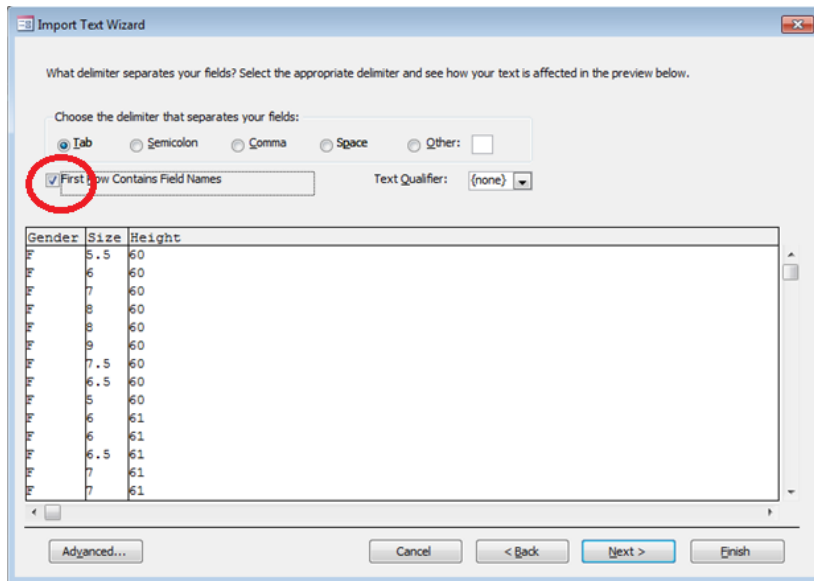 Import Text Wizard
What delimiter separates your fields? Select the appropriate delimiter and see how your text is affected in the preview below.
Choose the delimiter that separates your fields:
Tab Semicolon Comma Space Other:
First Row Contains Field Names Text Qualifier: {none}
Gender Size Height
F 5.5 60
F 6 60
F 7 60
F 8 60
F 8 60
F 9 60
F 7.5 60
F 6.5 60
F 5 60
F 6 61
F 6 61
F 6.5 61
F 7 61
F 7 61
Advanced... Cancel < Back Next > Finish